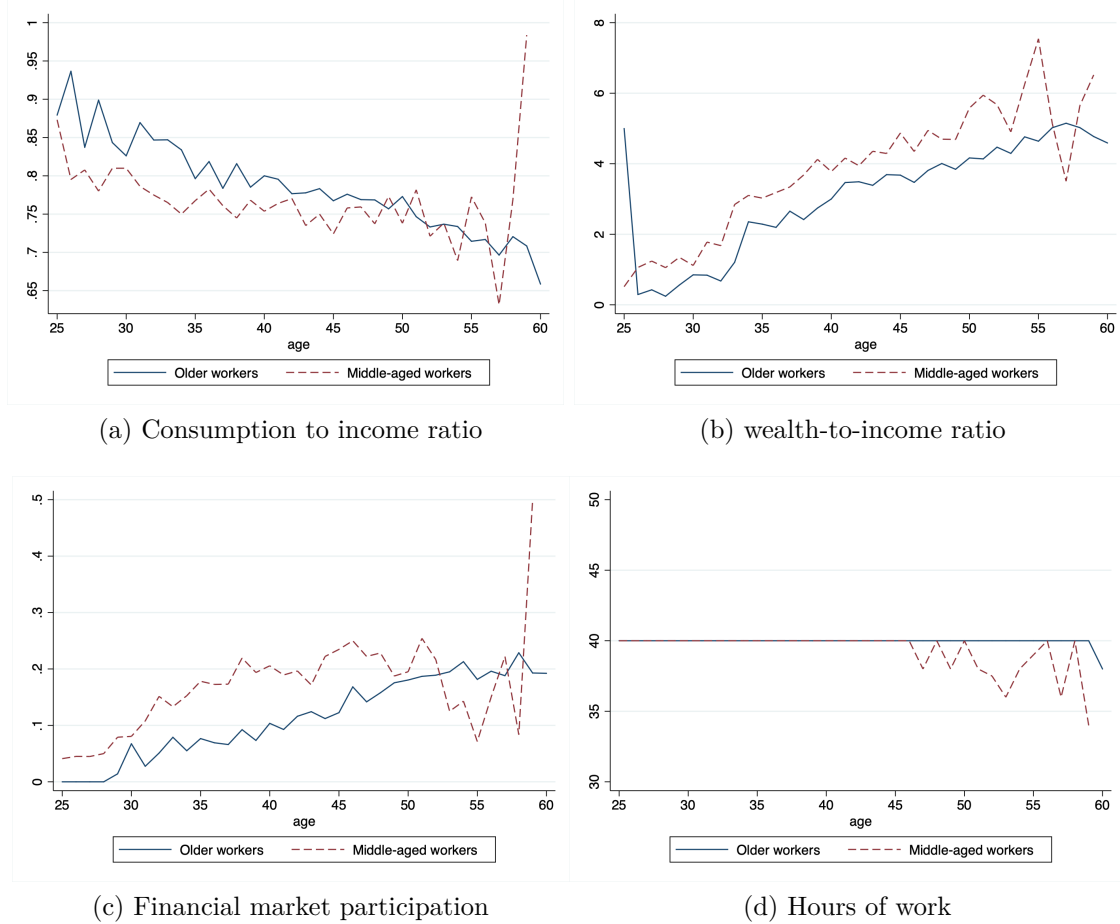 1
.95
.9
.85
.8
.75
.7
.65
25 30 35 40 45 50 55 60
age
Older workers Middle-aged workers
(a) Consumption to income ratio
8
6
4
2
0
25 30 35 40 45 50 55 60
age
Older workers Middle-aged workers
(b) wealth-to-income ratio
.5
.4
.3
.2
.1
0
25 30 35 40 45 50 55 60
age
Older workers Middle-aged workers
(c) Financial market participation
50
45
40
35
30
25 30 35 40 45 50 55 60
age
Older workers Middle-aged workers
(d) Hours of work